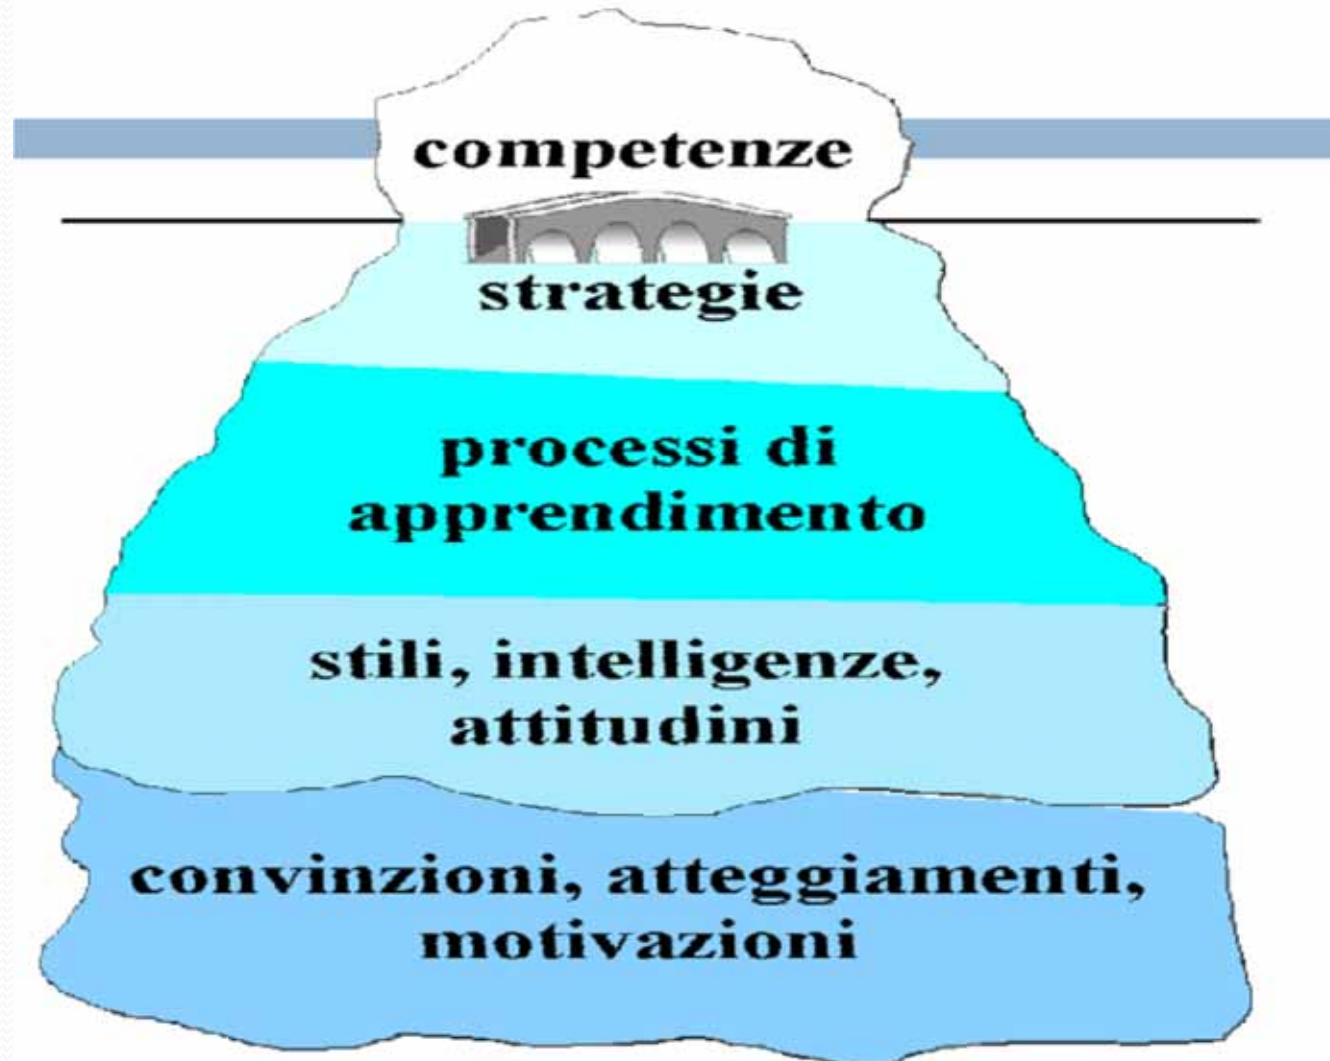 competenze
strategie
processi di
apprendimento
stili, intelligenze,
attitudini
convinzioni, atteggiamenti,
motivazioni